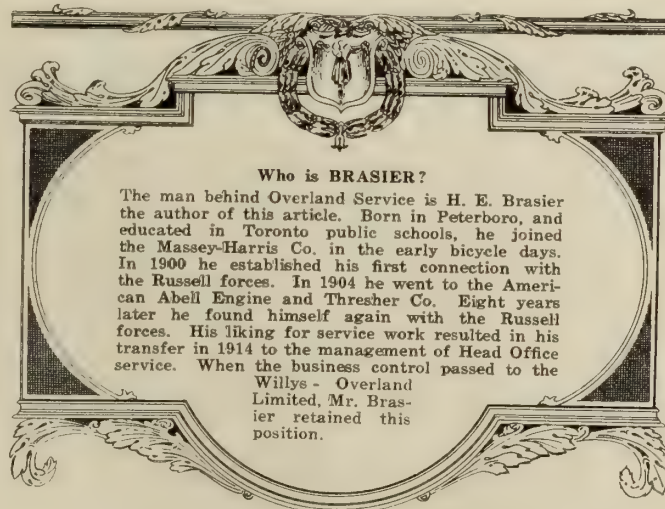 Who is BRASIER?
The man behind Overland Service is H. E. Brasier
the author of this article. Born in Peterboro, and
educated in Toronto public schools, he joined
the Massey-Harris Co. in the early bicycle days.
In 1900 he established his first connection with
the Russell forces. In 1904 he went to the Ameri-
can Abell Engine and Thresher Co. Eight years
later he found himself again with the Russell
forces. His liking for service work resulted in his
transfer in 1914 to the management of Head Office
service. When the business control passed to the
Willys - Overland
Limited, Mr. Bras-
ier retained this
position.